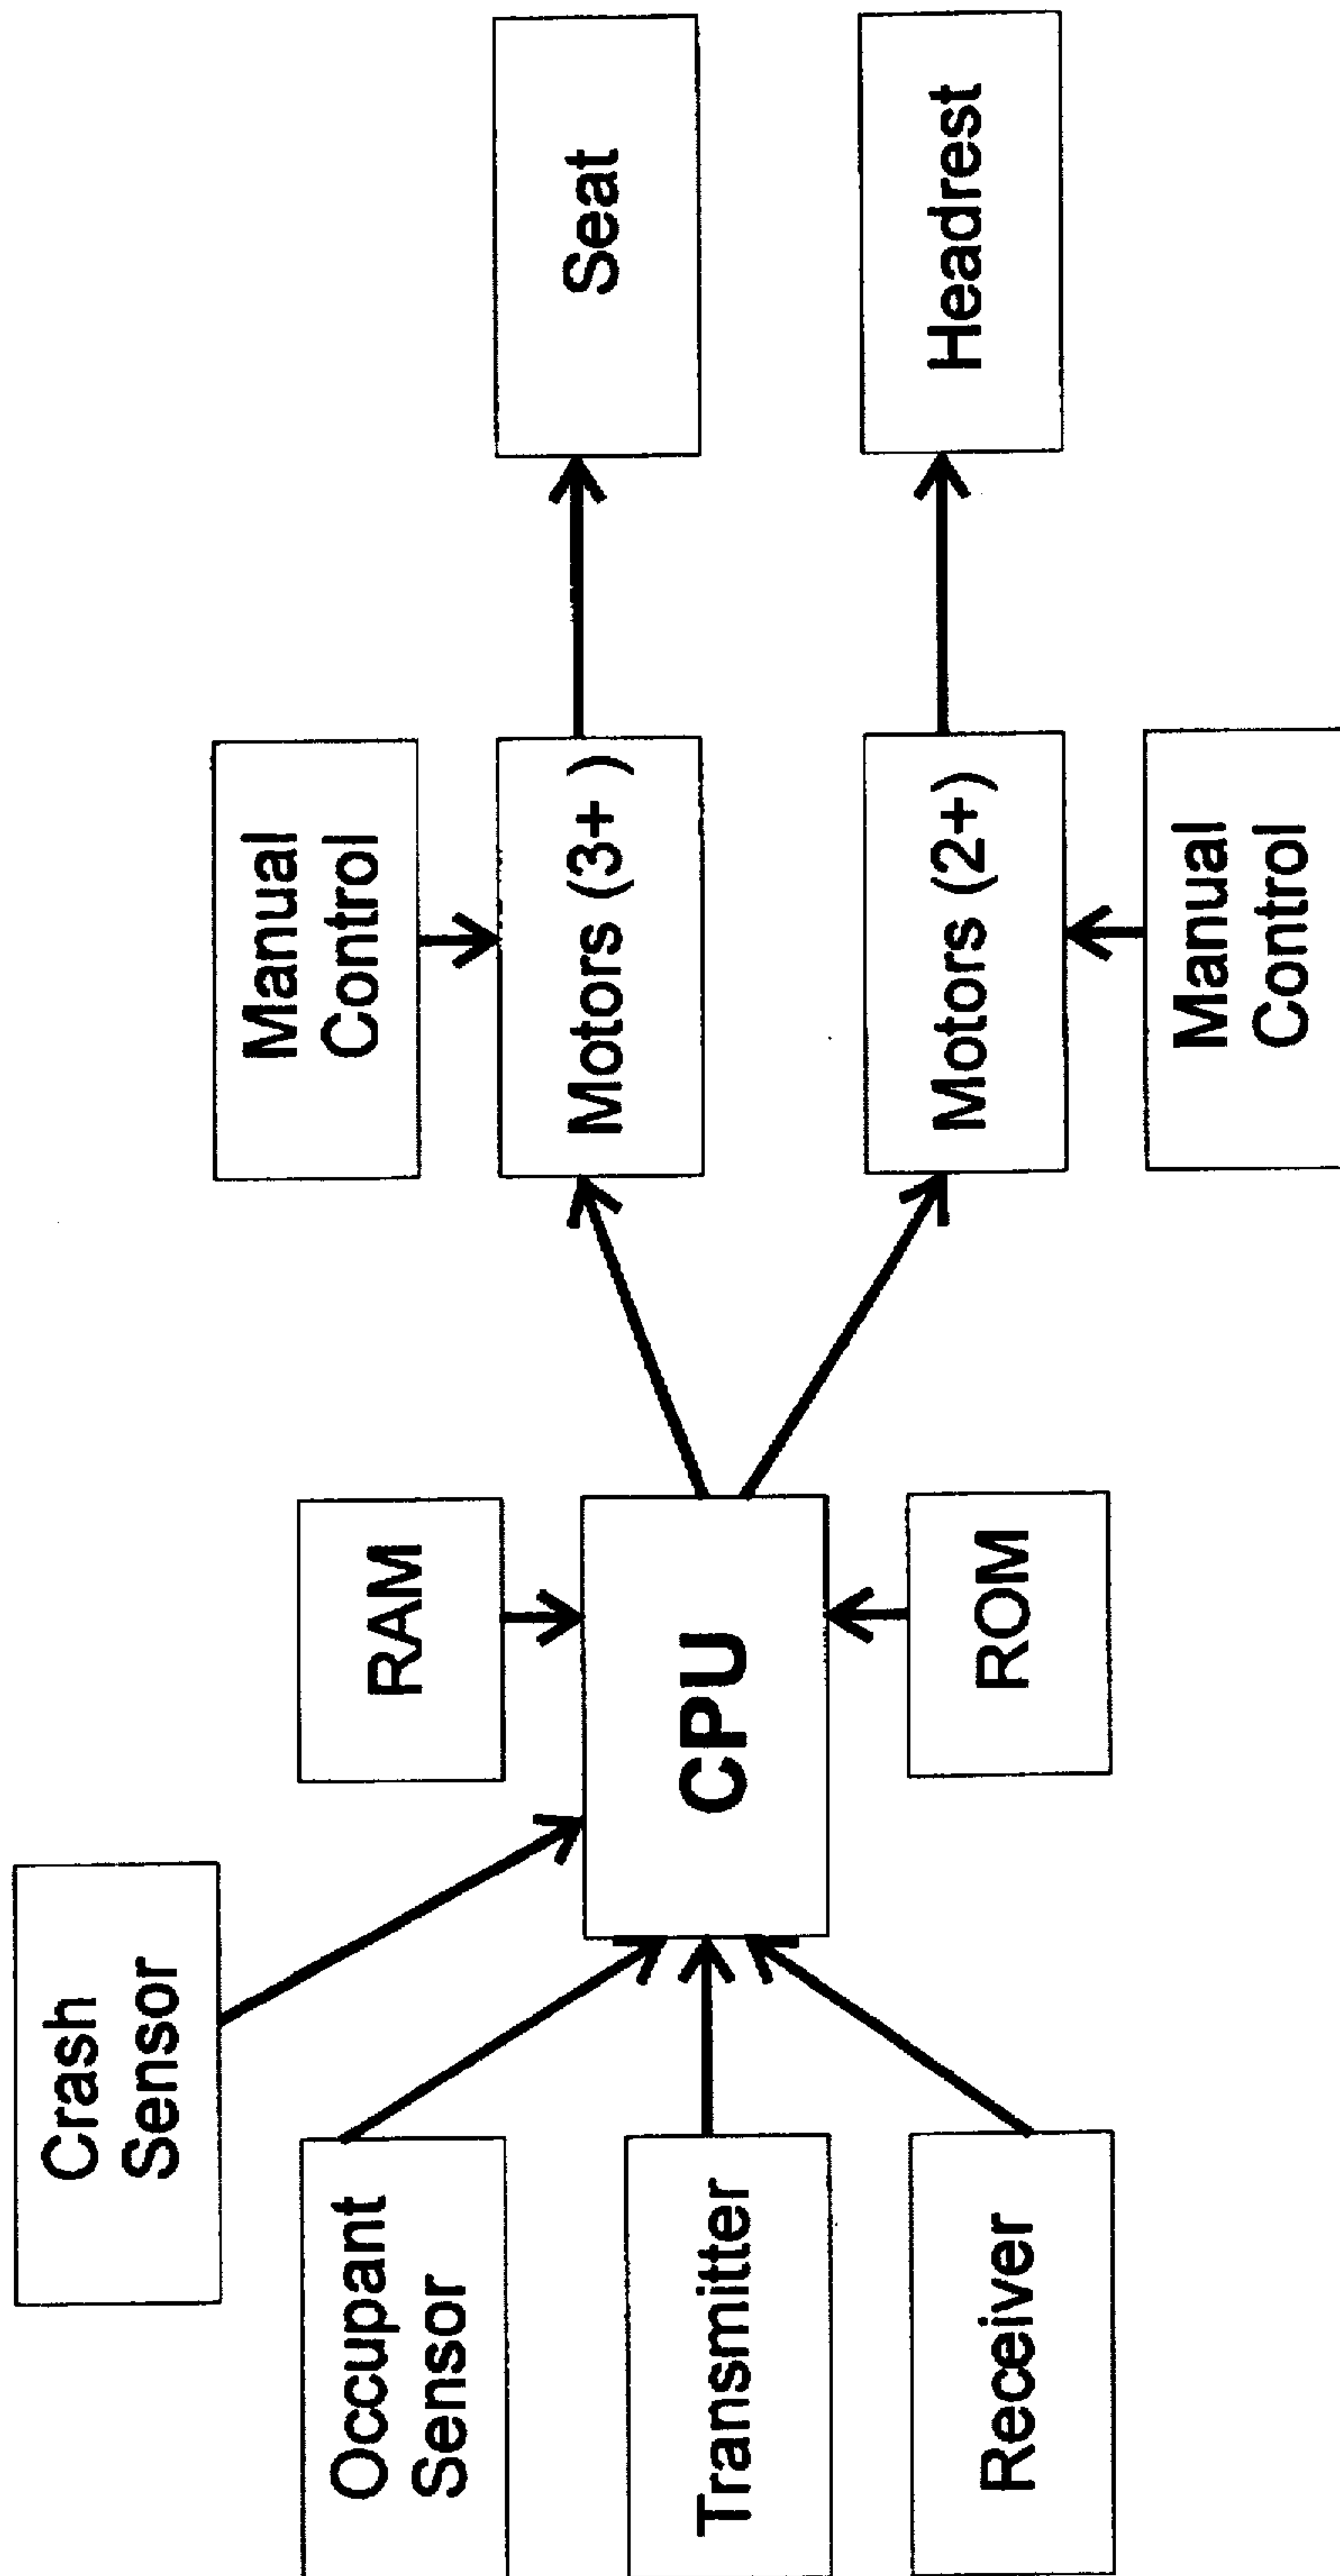 Crash
Sensor
Occupant
Sensor
Transmitter
Receiver
RAM
CPU
ROM
Manual
Control
Motors (3+ )
Motors (2+)
Manual
Control
Seat
Headrest